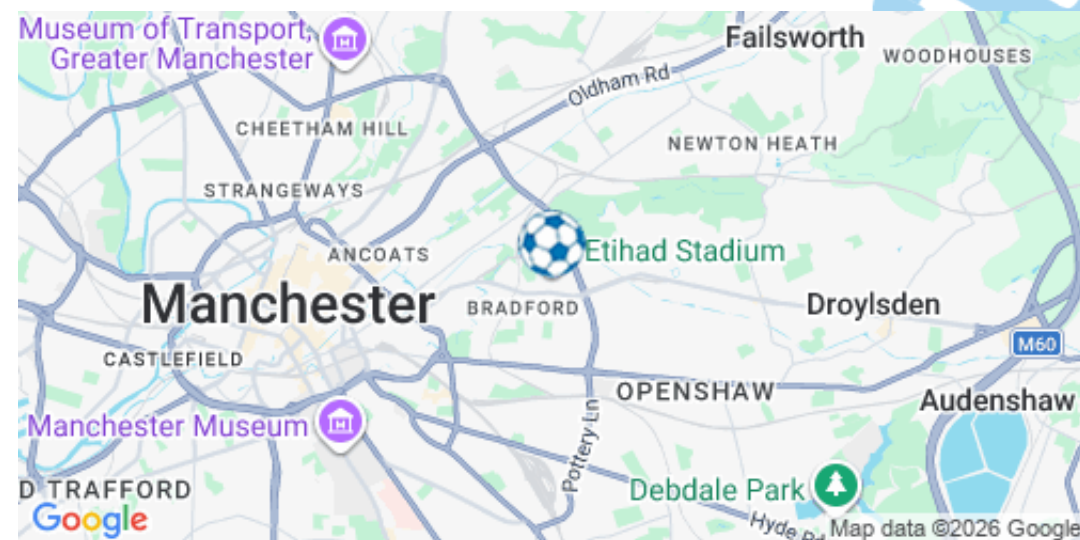 Museum of Transport,
Greater Manchester
Failsworth
WOODHOUSES
Oldham Rd
CHEETHAM HILL
NEWTON HEATH
STRANGEWAYS
ANCOATS
Etihad Stadium
Manchester
BRADFORD
Droylsden
M60
CASTLEFIELD
OPENSHAW
Audenshaw
Manchester Museum
Pottery Ln
D TRAFFORD
Debdale Park
Google
Hyde Rd
Map data ©2026 Google